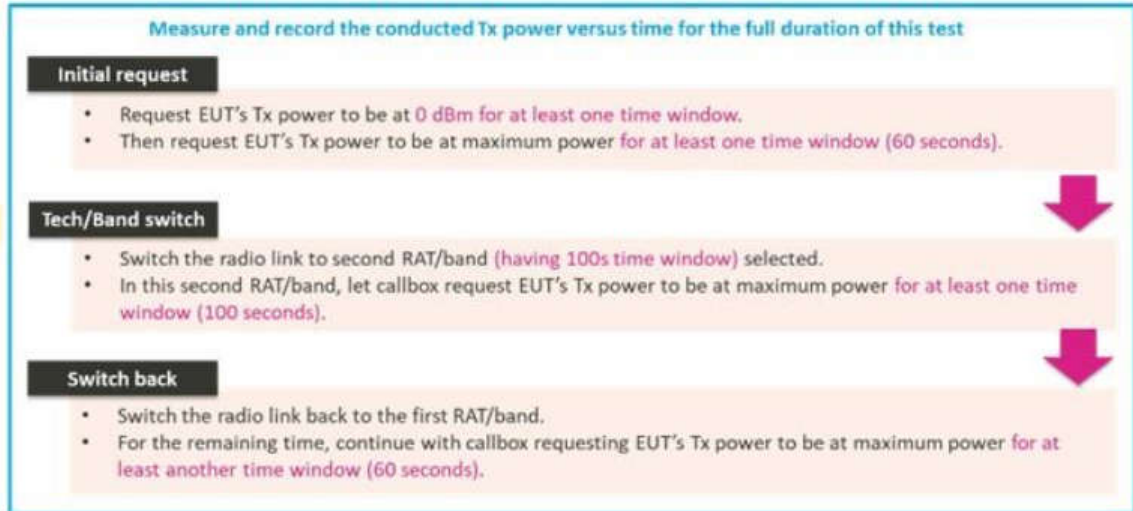 Measure and record the conducted Tx power versus time for the full duration of this test
Initial request
• Request EUT's Tx power to be at 0 dBm for at least one time window.
• Then request EUT's Tx power to be at maximum power for at least one time window (60 seconds).
Tech/Band switch
• Switch the radio link to second RAT/band (having 100s time window) selected.
• In this second RAT/band, let callbox request EUT's Tx power to be at maximum power for at least one time
window (100 seconds).
Switch back
• Switch the radio link back to the first RAT/band.
• For the remaining time, continue with callbox requesting EUT's Tx power to be at maximum power for at
least another time window (60 seconds).